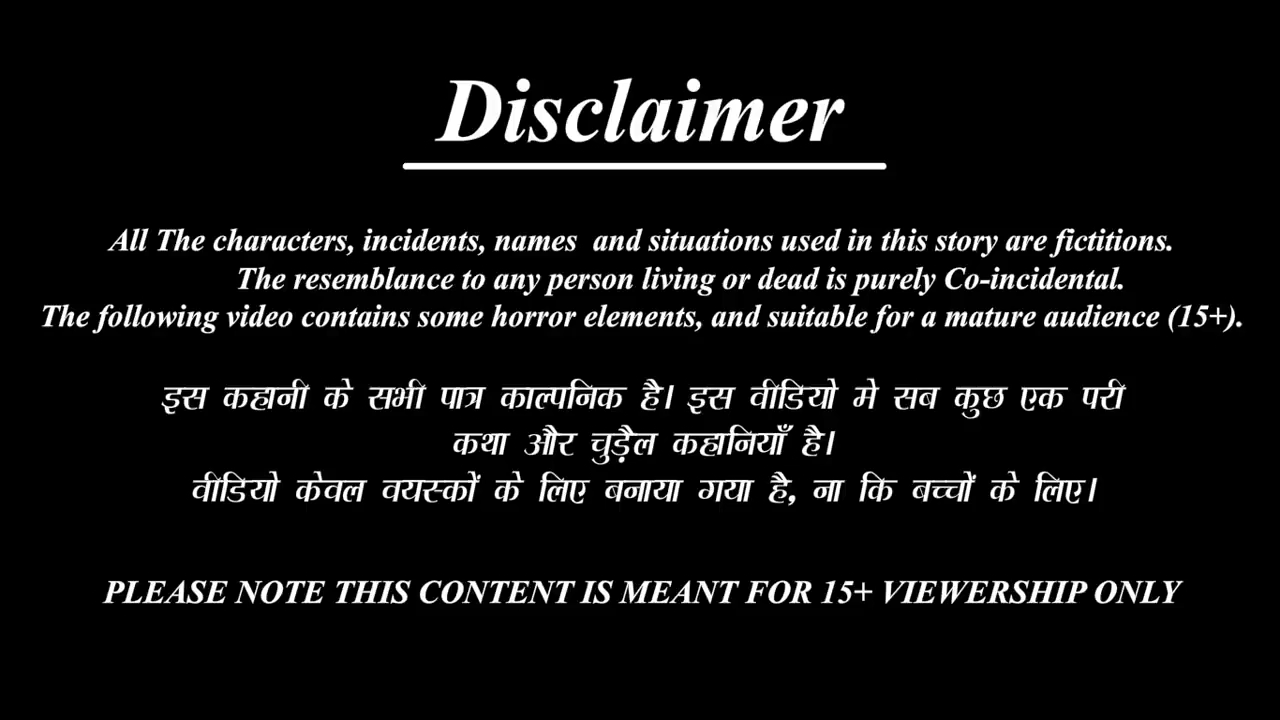 Disclaimer
All The characters, incidents, names and situations used in this story are fictitions.
The resemblance to any person living or dead is purely Co-incidental.
The following video contains some horror elements, and suitable for a mature audience (15+).
इस कहानी के सभी पात्र काल्पनिक है। इस वीडियो मे सब कुछ एक परी
कथा और चुड़ैल कहानियाँ है।
वीडियो केवल वयस्कों के लिए बनाया गया है, ना कि बच्चों के लिए।
PLEASE NOTE THIS CONTENT IS MEANT FOR 15+ VIEWERSHIP ONLY